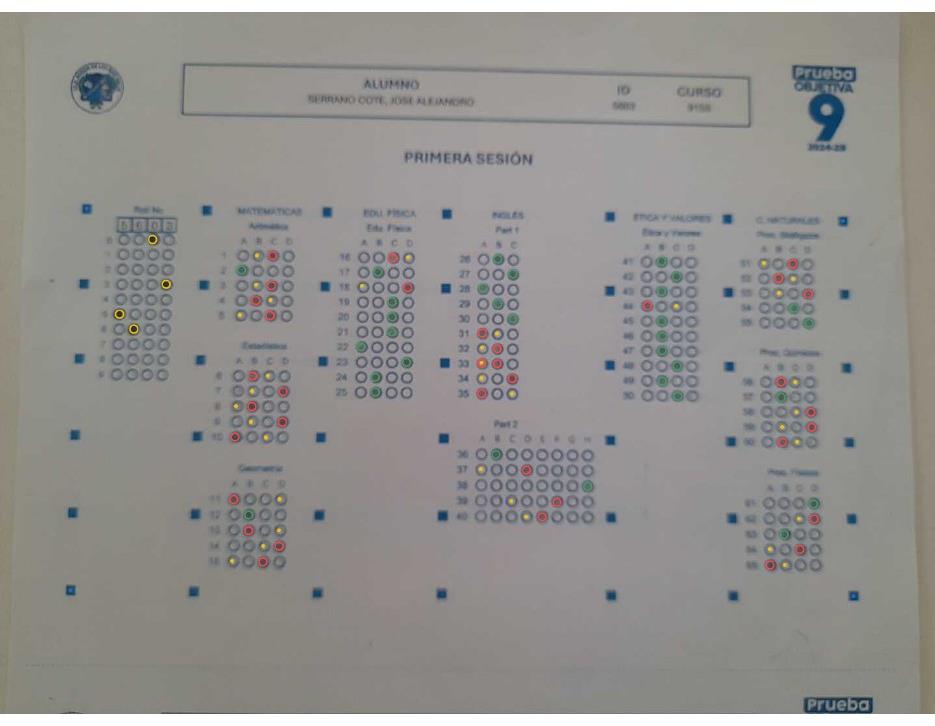 ALUMNO
SERRANO COTE, JOSE ALEJANDRO
ID
CURSO
Prueba
OBJETIVA
9
2024-25
PRIMERA SESIÓN
Roll No
5 6 0 3
0
1
2
3
4
5
6
7
8
9
MATEMÁTICAS
Aritmética
A B C D
1
2
3
4
5
Estadística
A B C D
6
7
8
9
10
Geometría
A B C D
11
12
13
14
15
EDU. FÍSICA
Edu. Física
A B C D
16
17
18
19
20
21
22
23
24
25
INGLÉS
Part 1
A B C
26
27
28
29
30
31
32
33
34
35
Part 2
A B C D E F G H
36
37
38
39
40
ÉTICA Y VALORES
Ética y Valores
A B C D
41
42
43
44
45
46
47
48
49
50
C. NATURALES
Proc. Biológicos
A B C D
51
52
53
54
55
Proc. Químicos
A B C D
56
57
58
59
60
Proc. Físicos
A B C D
61
62
63
64
65
Prueba